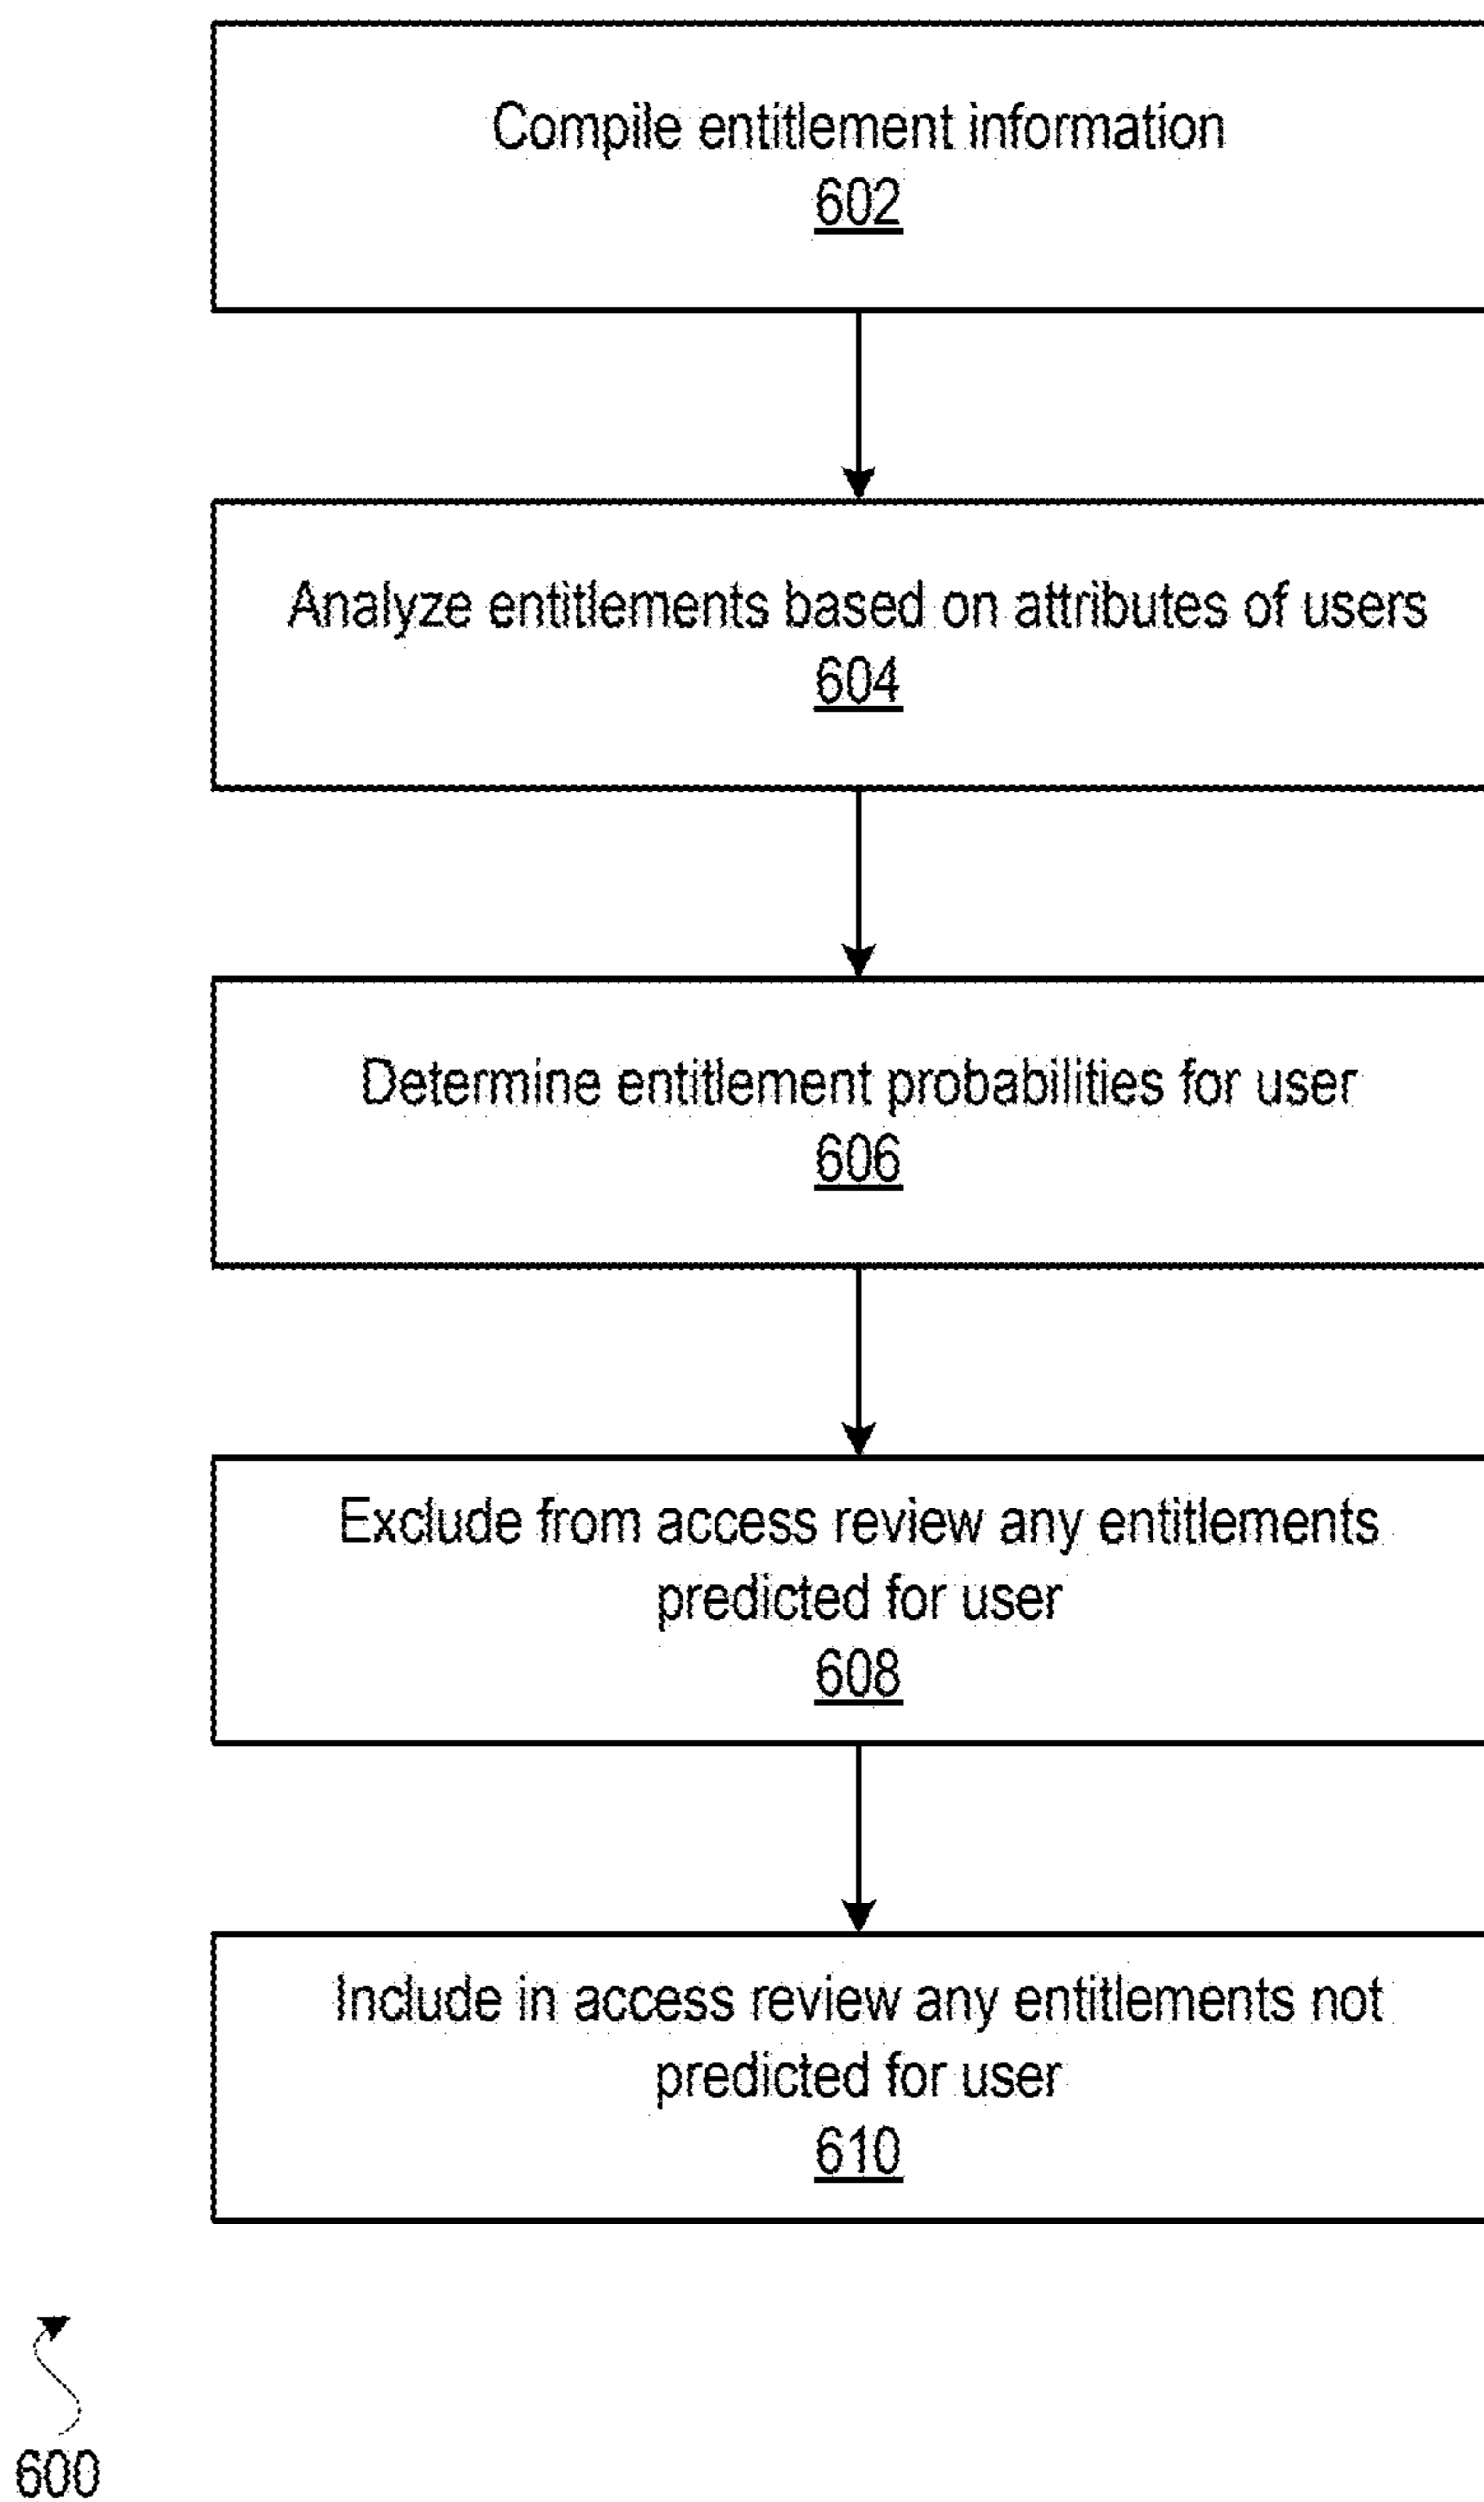 Compile entitlement information
602
Analyze entitlements based on attributes of users
604
Determine entitlement probabilities for user
606
Exclude from access review any entitlements
predicted for user
608
Include in access review any entitlements not
predicted for user
610
600